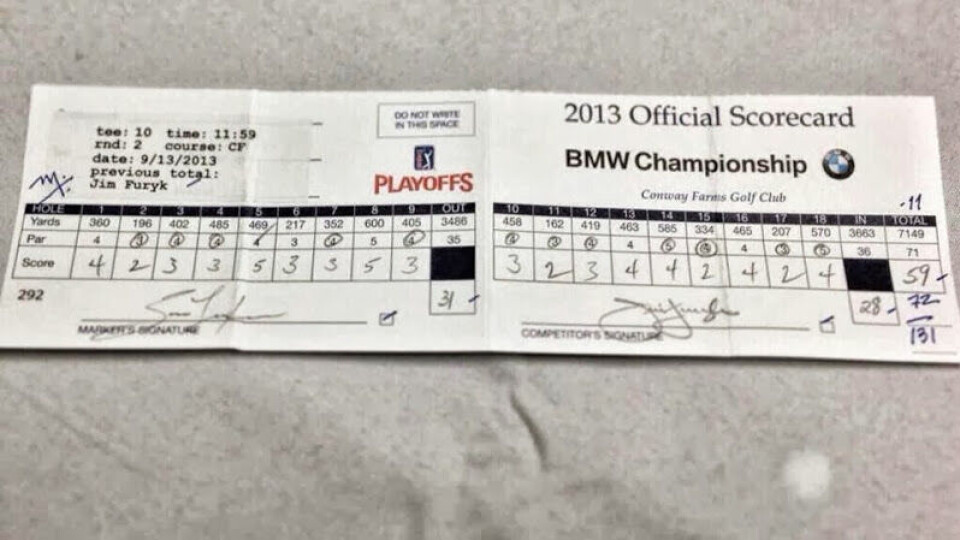 DO NOT WRITE
IN THIS SPACE
tee: 10 time: 11:59
rnd: 2 course: CF
date: 9/13/2013
previous total:
Jim Furyk
PLAYOFFS
HOLE 1 2 3 4 5 6 7 8 9 OUT
Yards 360 196 402 485 469 217 352 600 405 3486
Par 4 3 4 4 4 3 4 5 4 35
Score 4 2 3 3 5 3 3 5 3
292
31
MARKER'S SIGNATURE
2013 Official Scorecard
BMW Championship
Conway Farms Golf Club
-11
10 11 12 13 14 15 16 17 18 IN TOTAL
458 162 419 463 585 334 465 207 570 3663 7149
4 3 4 4 5 4 4 3 5 36 71
3 2 3 4 4 2 4 2 4 59
28
72
131
COMPETITOR'S SIGNATURE